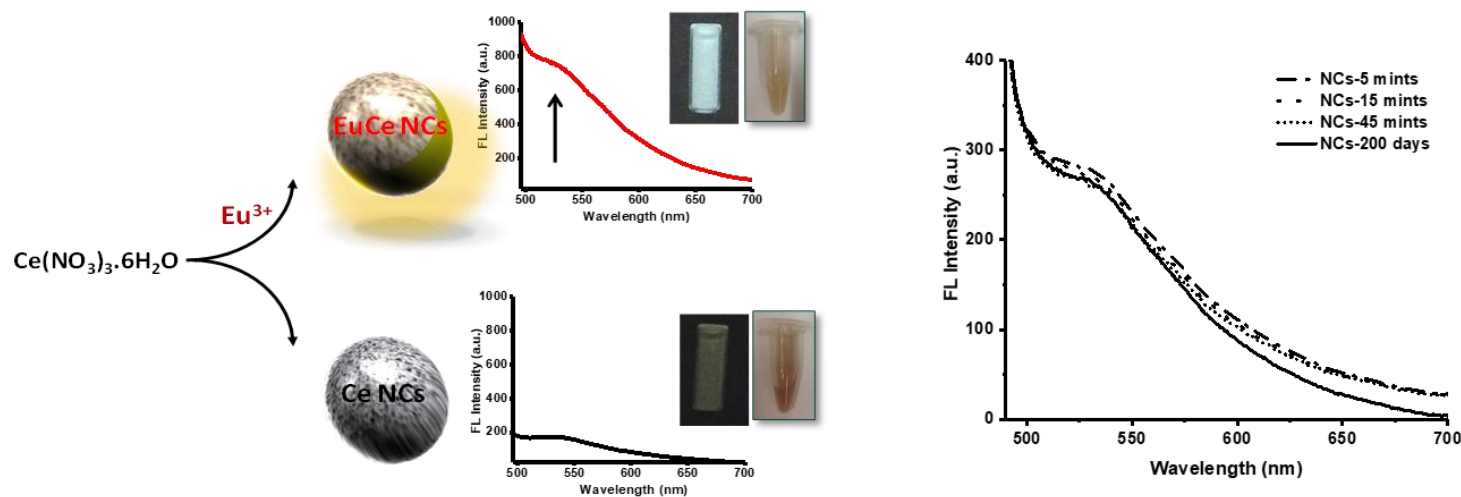 Ce(NO₃)₃.6H₂O
Eu³⁺
EuCe NCs
Ce NCs
FL Intensity (a.u.)
1000
800
600
400
200
500 550 600 650 700
Wavelength (nm)
FL Intensity (a.u.)
1000
800
600
400
200
500 550 600 650 700
Wavelength (nm)
FL Intensity (a.u.)
400
300
200
100
0
500 550 600 650 700
Wavelength (nm)
NCs-5 mints
NCs-15 mints
NCs-45 mints
NCs-200 days